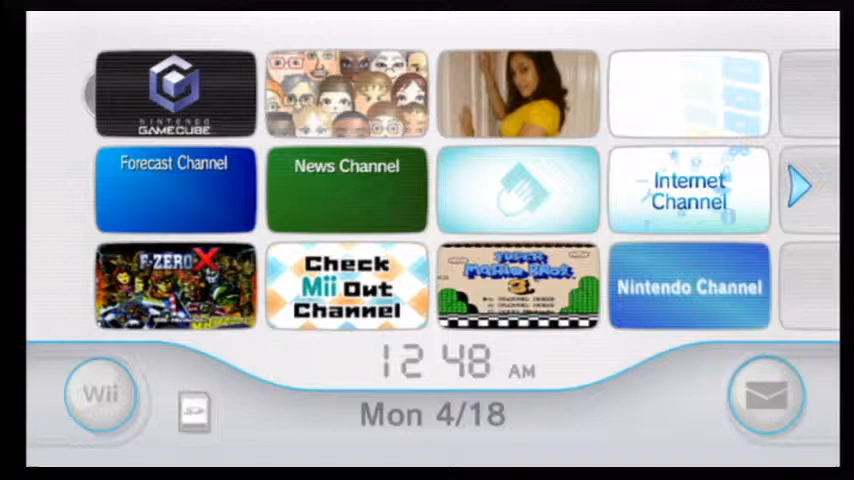 NINTENDO
GAMECUBE
Forecast Channel
News Channel
Internet
Channel
F-ZERO X
Check
Mii Out
Channel
SUPER
MARIO BROS.
3
Nintendo Channel
12 48 AM
Wii
SD
Mon 4/18